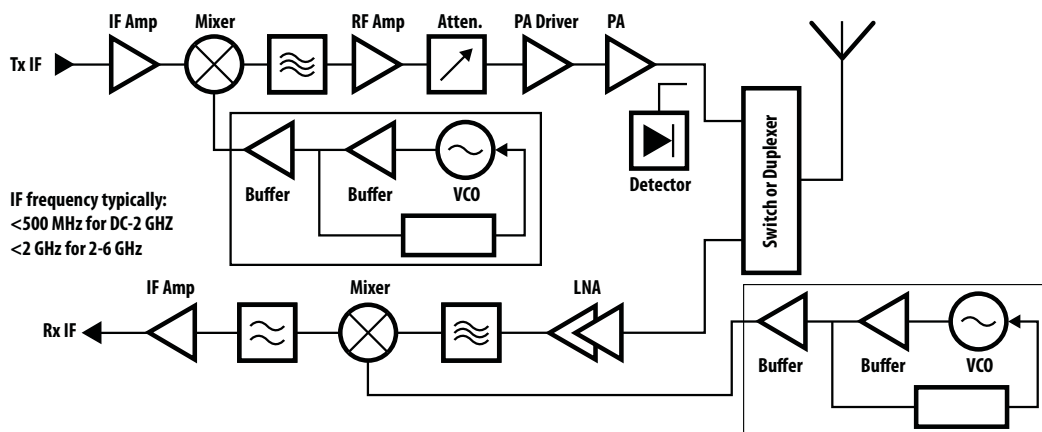 IF Amp
Mixer
RF Amp
Atten.
PA Driver
PA
Tx IF
Buffer
Buffer
VCO
Detector
Switch or Duplexer
IF frequency typically:
<500 MHz for DC-2 GHZ
<2 GHz for 2-6 GHz
IF Amp
Mixer
LNA
Rx IF
Buffer
Buffer
VCO